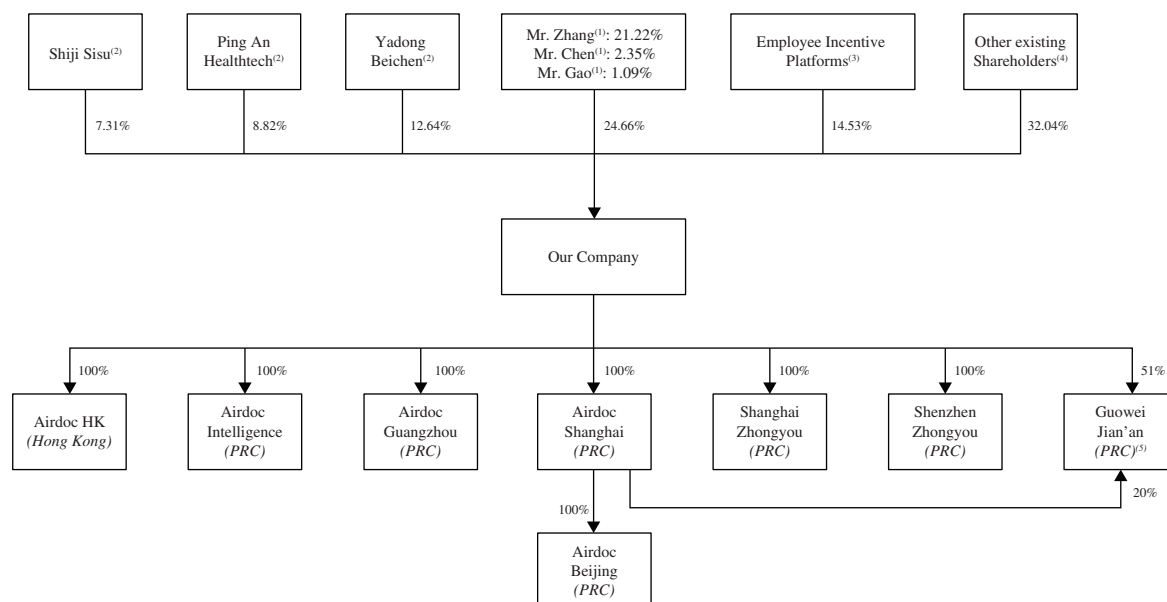 Shiji Sisu(2)
Ping An
Healthtech(2)
Yadong
Beichen(2)
Mr. Zhang(1): 21.22%
Mr. Chen(1): 2.35%
Mr. Gao(1): 1.09%
Employee Incentive
Platforms(3)
Other existing
Shareholders(4)
7.31%
8.82%
12.64%
24.66%
14.53%
32.04%
Our Company
100%
100%
100%
100%
100%
100%
51%
Airdoc HK
(Hong Kong)
Airdoc
Intelligence
(PRC)
Airdoc
Guangzhou
(PRC)
Airdoc
Shanghai
(PRC)
Shanghai
Zhongyou
(PRC)
Shenzhen
Zhongyou
(PRC)
Guowei
Jian'an
(PRC)(5)
20%
100%
Airdoc
Beijing
(PRC)